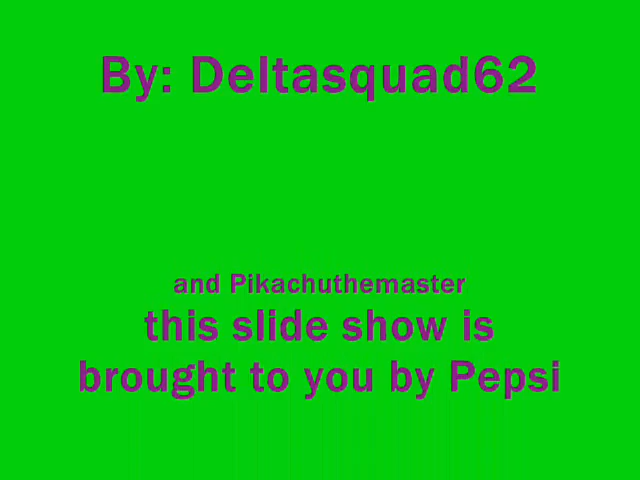 By: Deltasquad62
and Pikachuthemaster
this slide show is
brought to you by Pepsi